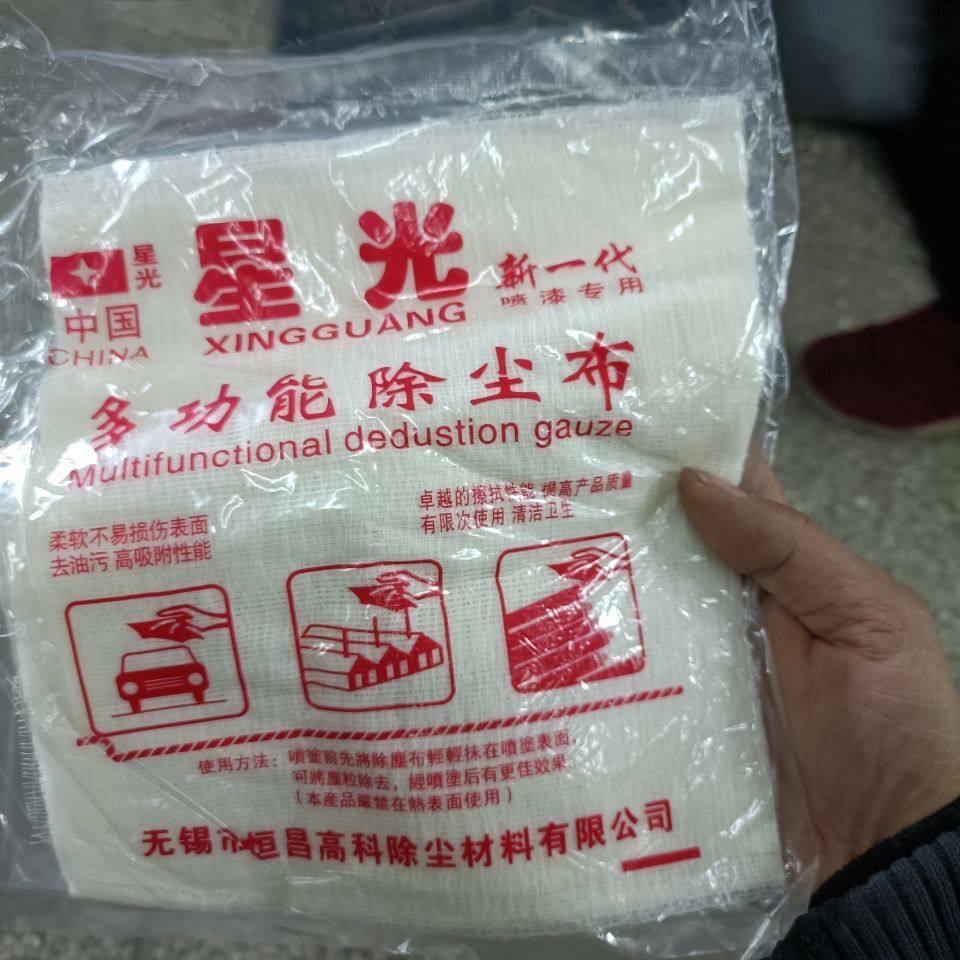 星光
中国
CHINA
星光
XINGGUANG
新一代
喷漆专用
多功能除尘布
Multifunctional dedustion gauze
柔软不易损伤表面
去油污 高吸附性能
卓越的擦拭性能 提高产品质量
有限次使用 清洁卫生
使用方法：噴塗前先將除塵布輕輕抹在噴塗表面，
可將塵粒除去，經噴塗后有更佳效果
（本產品嚴禁在熱表面使用）
无锡市恒昌高科除尘材料有限公司